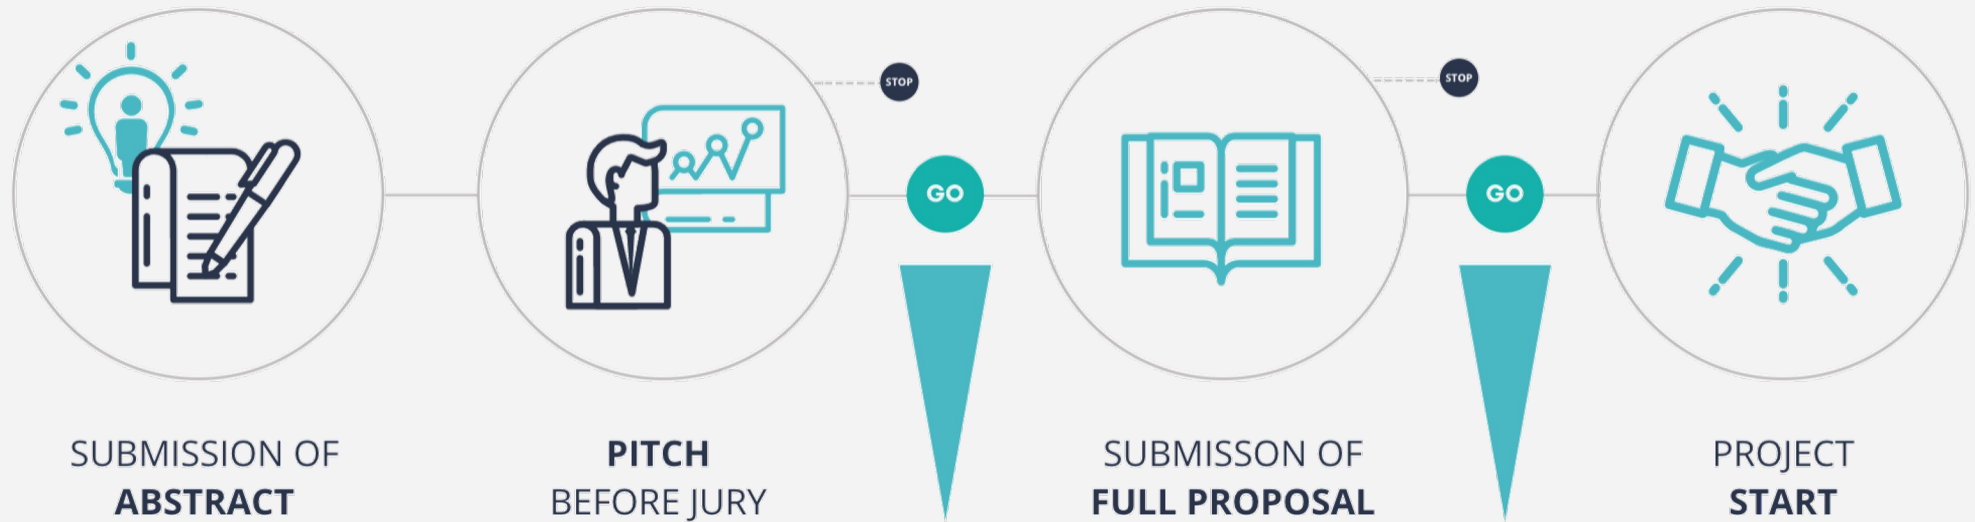 STOP
STOP
GO
GO
SUBMISSION OF
ABSTRACT
PITCH
BEFORE JURY
SUBMISSON OF
FULL PROPOSAL
PROJECT
START